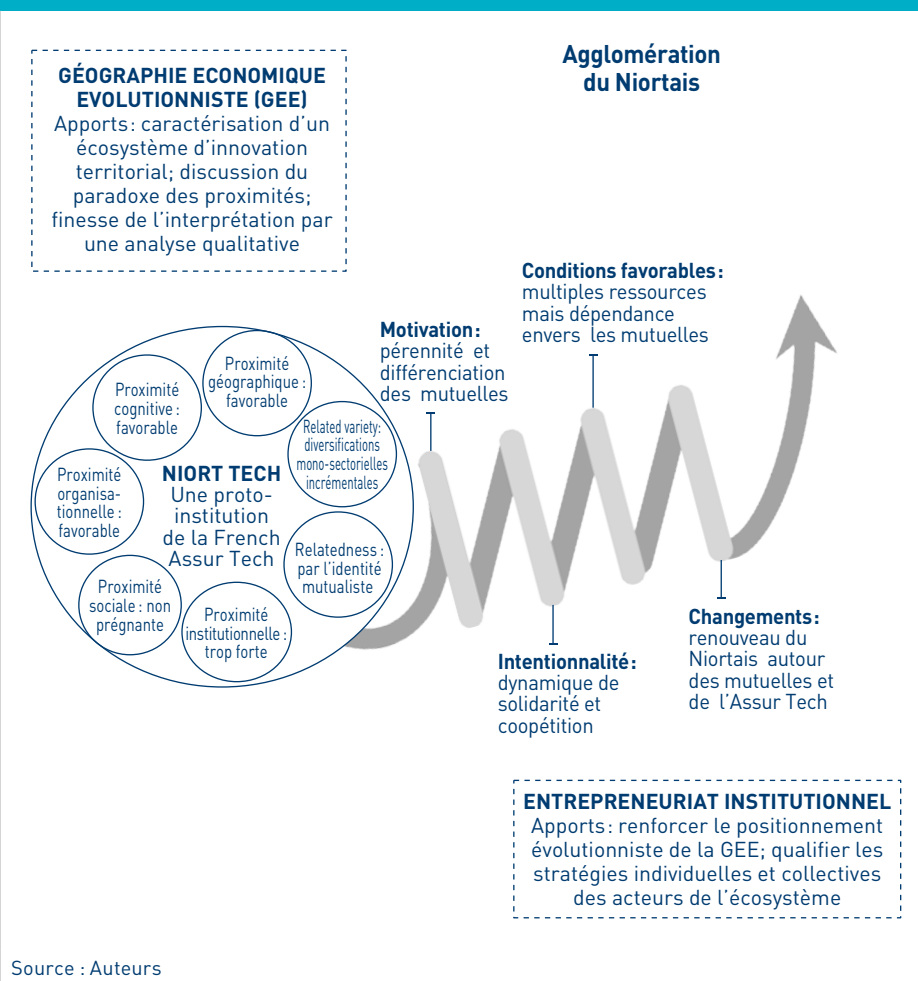 GÉOGRAPHIE ECONOMIQUE
EVOLUTIONNISTE (GEE)
Apports : caractérisation d'un
écosystème d'innovation
territorial; discussion du
paradoxe des proximités;
finesse de l'interprétation par
une analyse qualitative
Agglomération
du Niortais
Conditions favorables :
multiples ressources
mais dépendance
envers les mutuelles
Motivation :
pérennité et
différenciation
des mutuelles
Proximité
géographique :
favorable
Proximité
cognitive :
favorable
Related variety:
diversifications
mono-sectorielles
incrémentales
Proximité
organisa-
tionnelle :
favorable
NIORT TECH
Une proto-
institution
de la French
Assur Tech
Relatedness :
par l'identité
mutualiste
Proximité
sociale : non
prégnante
Proximité
institutionnelle :
trop forte
Intentionnalité :
dynamique de
solidarité et
coopétition
Changements :
renouveau du
Niortais autour
des mutuelles et
de l'Assur Tech
ENTREPRENEURIAT INSTITUTIONNEL
Apports : renforcer le positionnement
évolutionniste de la GEE; qualifier les
stratégies individuelles et collectives
des acteurs de l'écosystème
Source : Auteurs